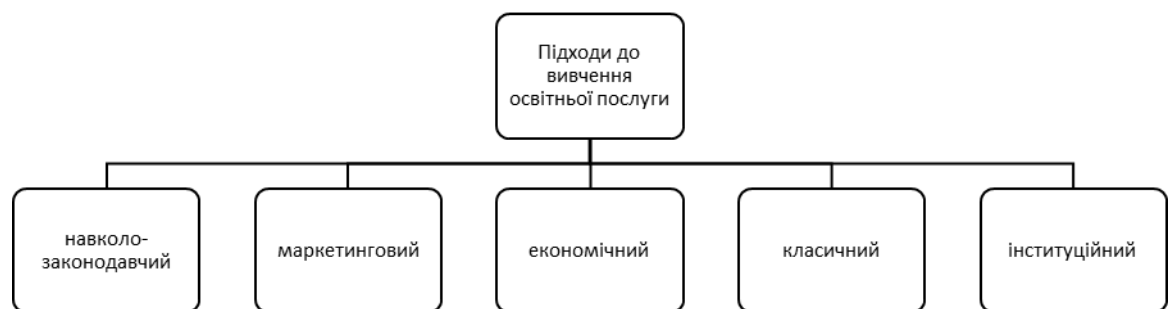 Підходи до
вивчення
освітньої послуги
навколо-
законодавчий
маркетинговий
економічний
класичний
інституційний